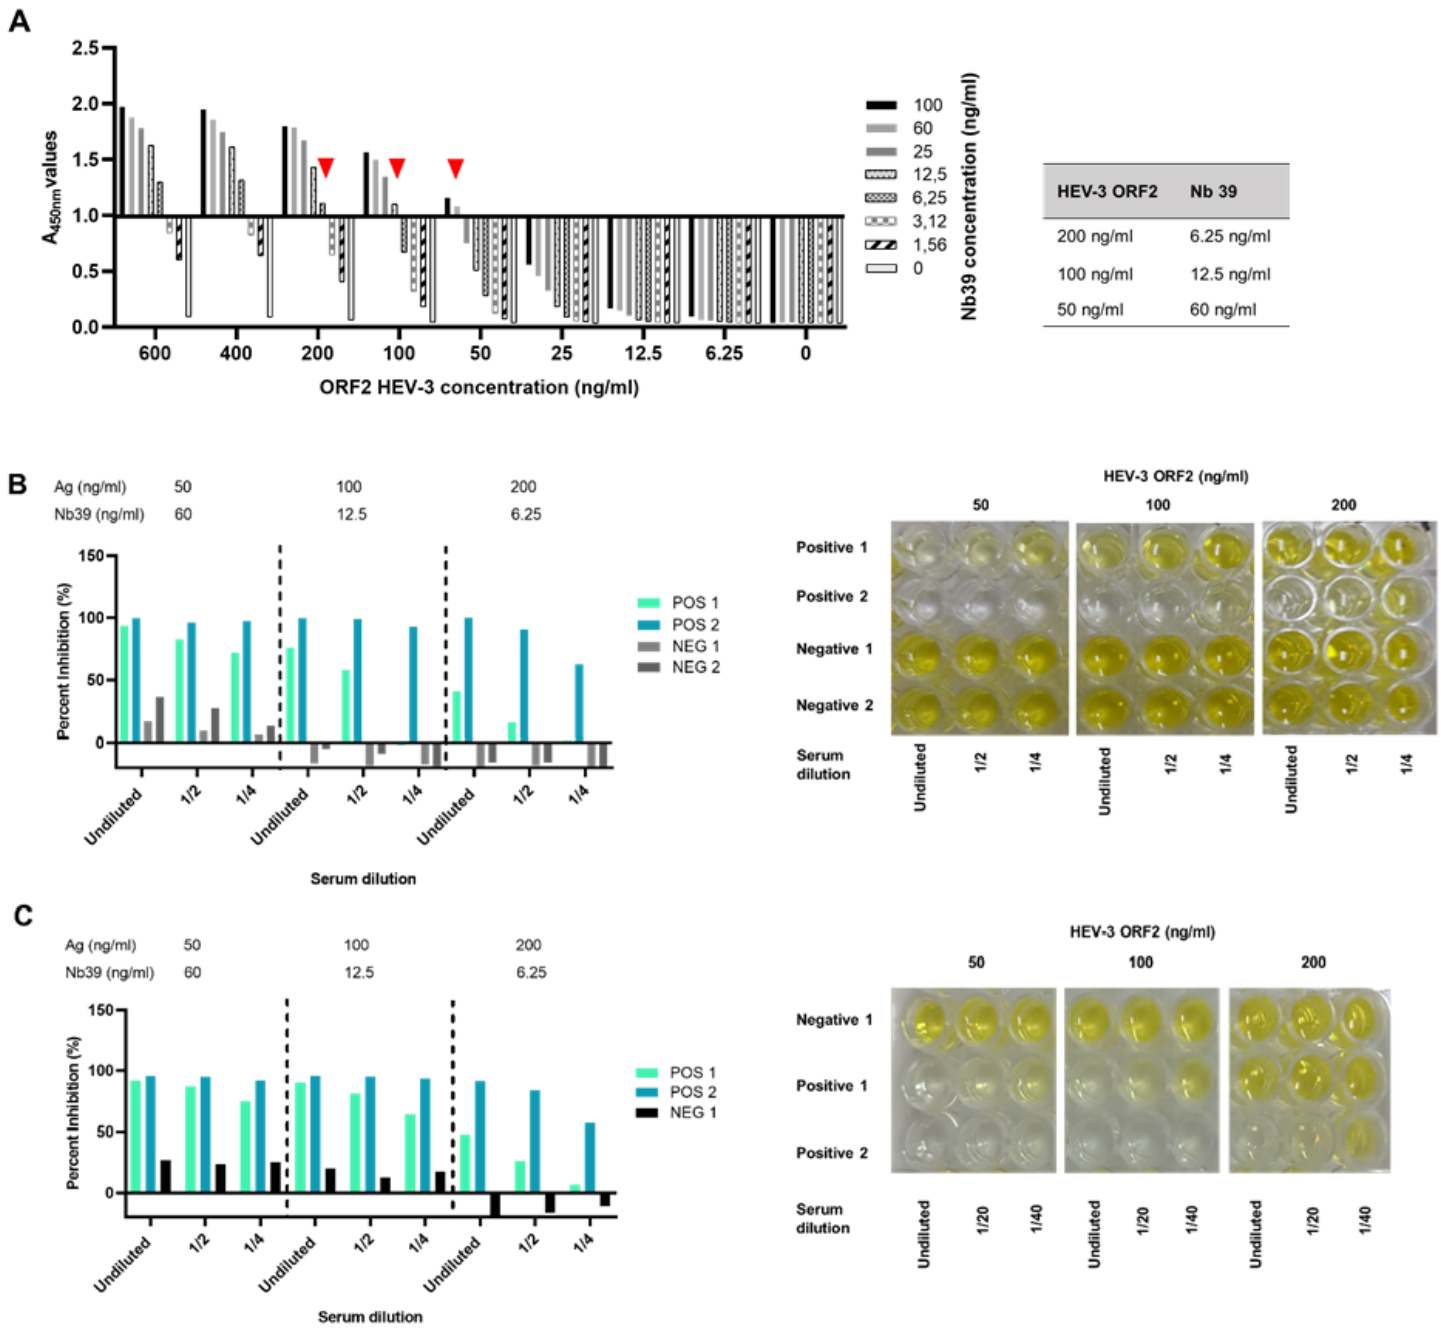 A
2.5
2.0
1.5
1.0
0.5
0.0
A450nm values
600 400 200 100 50 25 12.5 6.25 0
ORF2 HEV-3 concentration (ng/ml)
100
60
25
12,5
6,25
3,12
1,56
0
Nb39 concentration (ng/ml)
HEV-3 ORF2 Nb 39
200 ng/ml 6.25 ng/ml
100 ng/ml 12.5 ng/ml
50 ng/ml 60 ng/ml
B
Ag (ng/ml) 50 100 200
Nb39 (ng/ml) 60 12.5 6.25
150
100
50
0
Percent Inhibition (%)
Undiluted 1/2 1/4 Undiluted 1/2 1/4 Undiluted 1/2 1/4
Serum dilution
POS 1
POS 2
NEG 1
NEG 2
HEV-3 ORF2 (ng/ml)
50 100 200
Positive 1
Positive 2
Negative 1
Negative 2
Serum
dilution
Undiluted 1/2 1/4 Undiluted 1/2 1/4 Undiluted 1/2 1/4
C
Ag (ng/ml) 50 100 200
Nb39 (ng/ml) 60 12.5 6.25
150
100
50
0
Percent Inhibition (%)
Undiluted 1/2 1/4 Undiluted 1/2 1/4 Undiluted 1/2 1/4
Serum dilution
POS 1
POS 2
NEG 1
HEV-3 ORF2 (ng/ml)
50 100 200
Negative 1
Positive 1
Positive 2
Serum
dilution
Undiluted 1/20 1/40 Undiluted 1/20 1/40 Undiluted 1/20 1/40